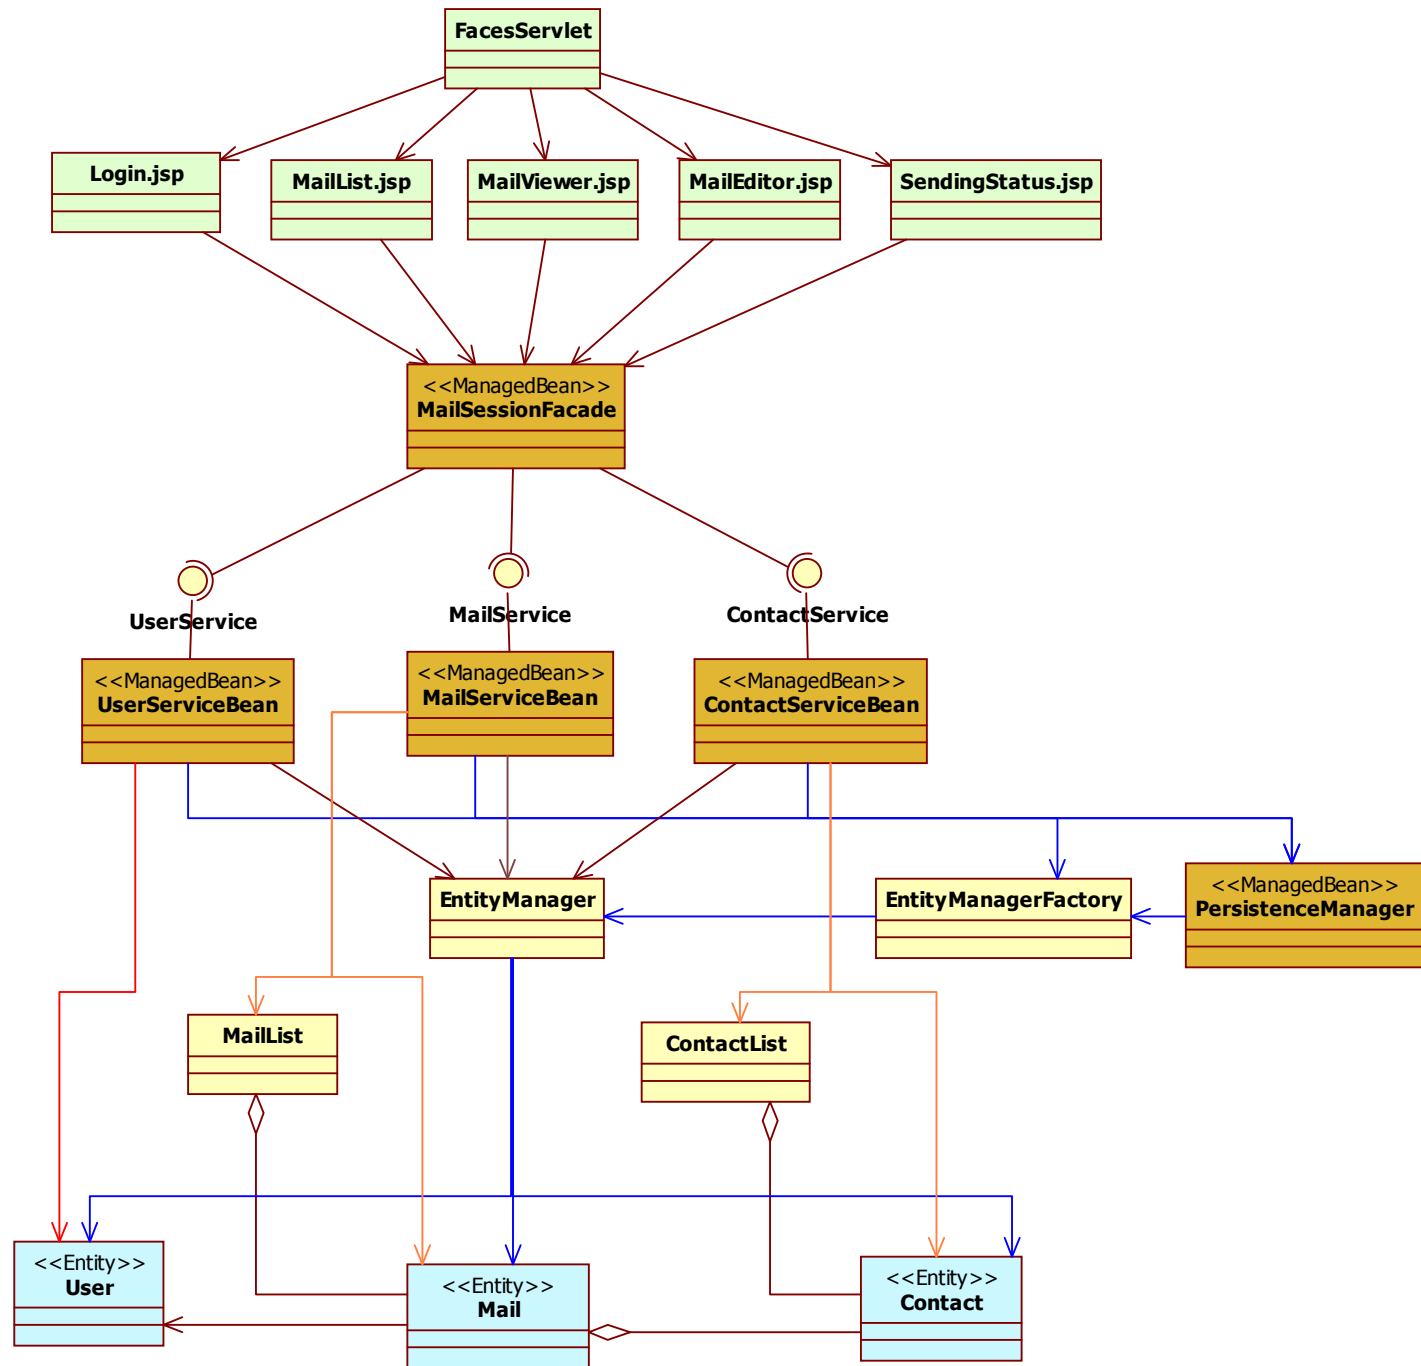 FacesServlet
Login.jsp
MailList.jsp
MailViewer.jsp
MailEditor.jsp
SendingStatus.jsp
<<ManagedBean>>
MailSessionFacade
UserService
MailService
ContactService
<<ManagedBean>>
UserServiceBean
<<ManagedBean>>
MailServiceBean
<<ManagedBean>>
ContactServiceBean
EntityManager
EntityManagerFactory
<<ManagedBean>>
PersistenceManager
MailList
ContactList
<<Entity>>
User
<<Entity>>
Mail
<<Entity>>
Contact